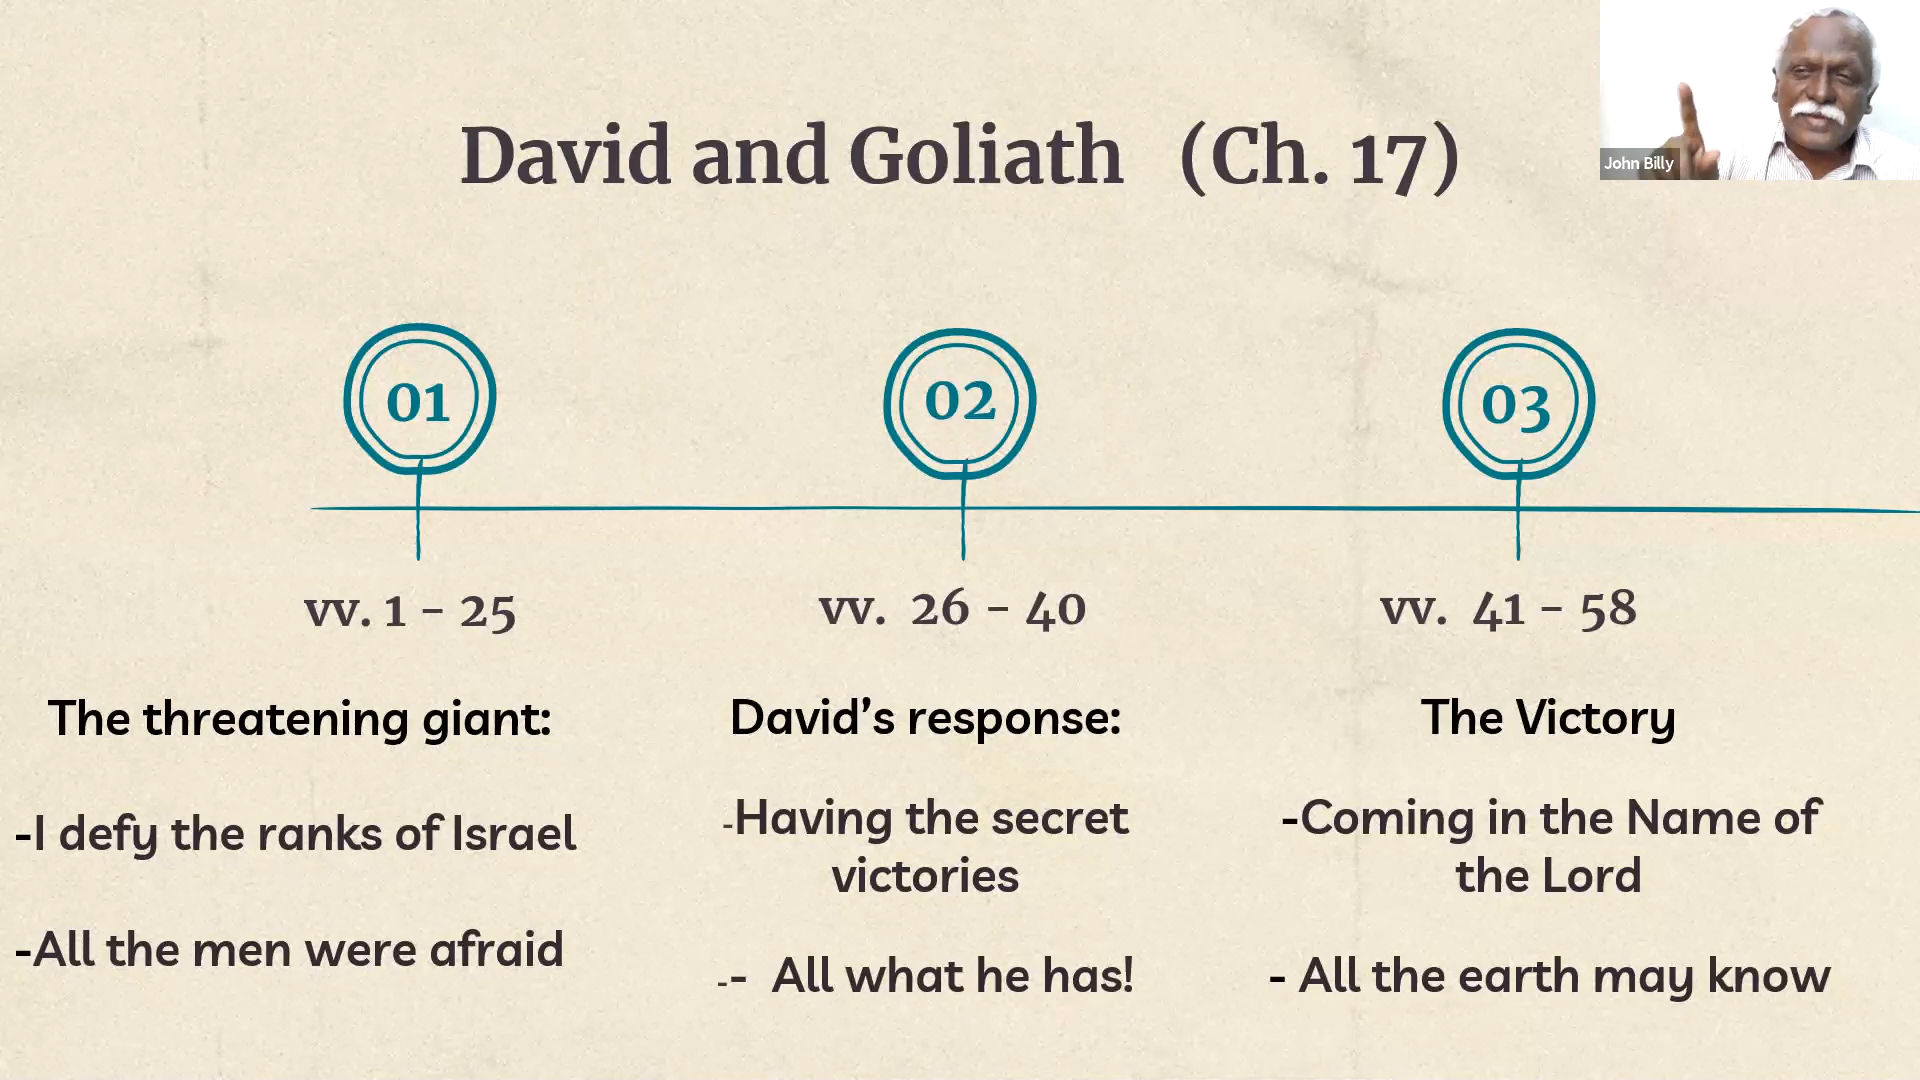 David and Goliath (Ch. 17)
John Billy
01
02
03
vv. 1 - 25
vv. 26 - 40
vv. 41 - 58
The threatening giant:
-I defy the ranks of Israel
-All the men were afraid
David’s response:
-Having the secret
victories
-- All what he has!
The Victory
-Coming in the Name of
the Lord
- All the earth may know